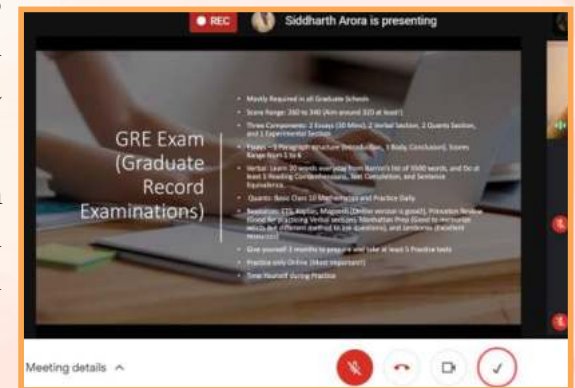 REC
Siddharth Arora is presenting
GRE Exam
(Graduate
Record
Examinations)
• Mostly Required in all Graduate Schools
• Score Range: 260 to 340 (Aim around 320 at least!)
• Three Components: 2 Essays (30 Mins), 2 Verbal Section, 2 Quants Section,
and 1 Experimental Section
• Essays – 5 Paragraph structure (Introduction, 3 Body, Conclusion), Scores
Range from 1 to 6
• Verbal: Learn 20 words everyday from Barron's list of 3500 words, and Do at
least 5 Reading Comprehensions, Text Completion, and Sentence
Equivalence.
• Quants: Basic Class 10 Mathematics and Practice Daily
• Resources: ETS, Kaplan, Magoosh (Online version is good!), Princeton Review
(Good for practicing Verbal section), Manhattan Prep (Good to memorize
words but different method to ask questions), and Jamboree (Excellent
Resources)
• Give yourself 3 months to prepare and take at least 5 Practice tests
• Practice only Online (Most Important!)
• Time Yourself during Practice
Meeting details